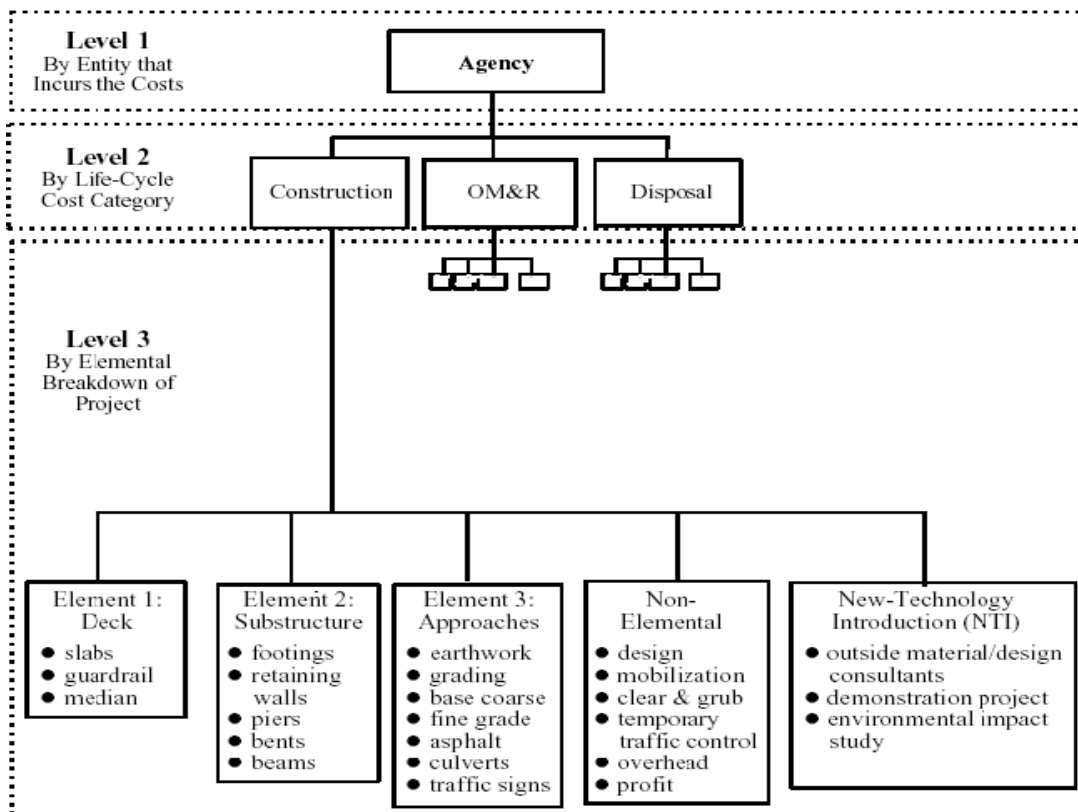 Level 1
By Entity that
Incurs the Costs
Agency
Level 2
By Life-Cycle
Cost Category
Construction
OM&R
Disposal
Level 3
By Elemental
Breakdown of
Project
Element 1:
Deck
● slabs
● guardrail
● median
Element 2:
Substructure
● footings
● retaining
walls
● piers
● bents
● beams
Element 3:
Approaches
● earthwork
● grading
● base coarse
● fine grade
● asphalt
● culverts
● traffic signs
Non-
Elemental
● design
● mobilization
● clear & grub
● temporary
traffic control
● overhead
● profit
New-Technology
Introduction (NTI)
● outside material/design
consultants
● demonstration project
● environmental impact
study